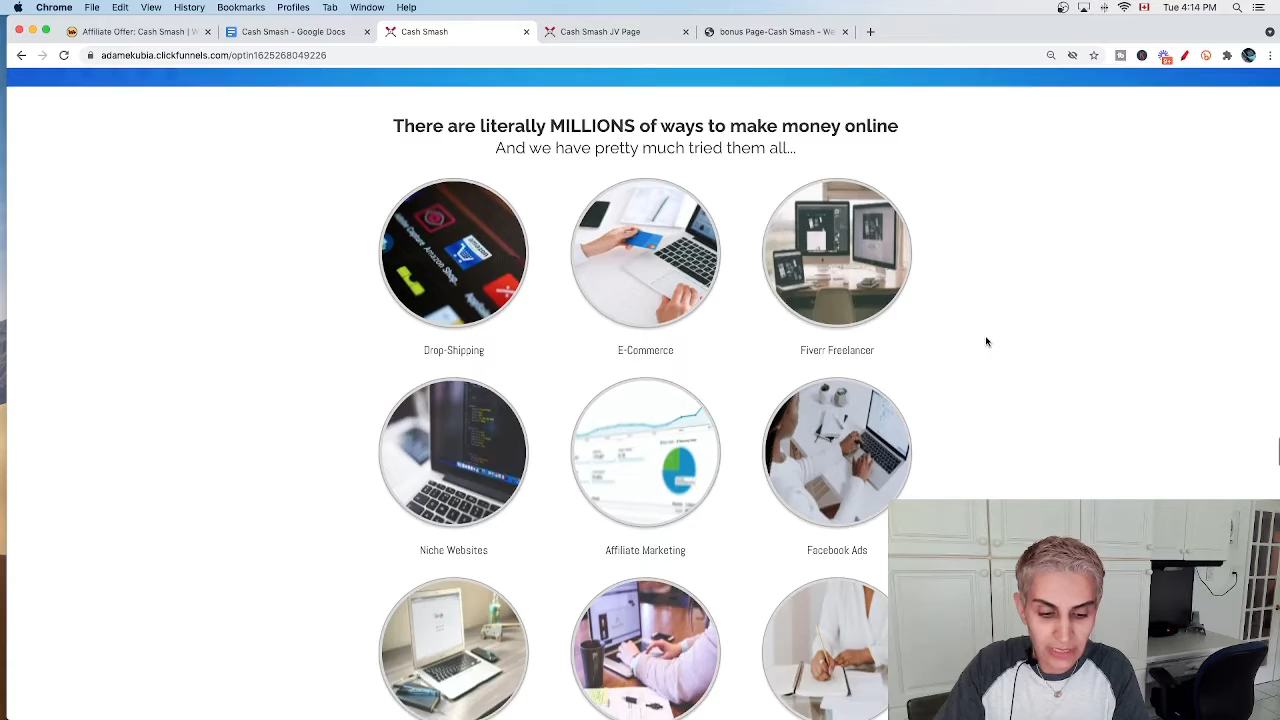 Chrome File Edit View History Bookmarks Profiles Tab Window Help
Tue 4:14 PM
Affiliate Offer: Cash Smash | W
Cash Smash - Google Docs
Cash Smash
Cash Smash JV Page
bonus Page-Cash Smash – We
adamekubia.clickfunnels.com/optin1625268049226
9+
There are literally MILLIONS of ways to make money online
And we have pretty much tried them all...
Drop-Shipping
E-Commerce
Fiverr Freelancer
Niche Websites
Affiliate Marketing
Facebook Ads